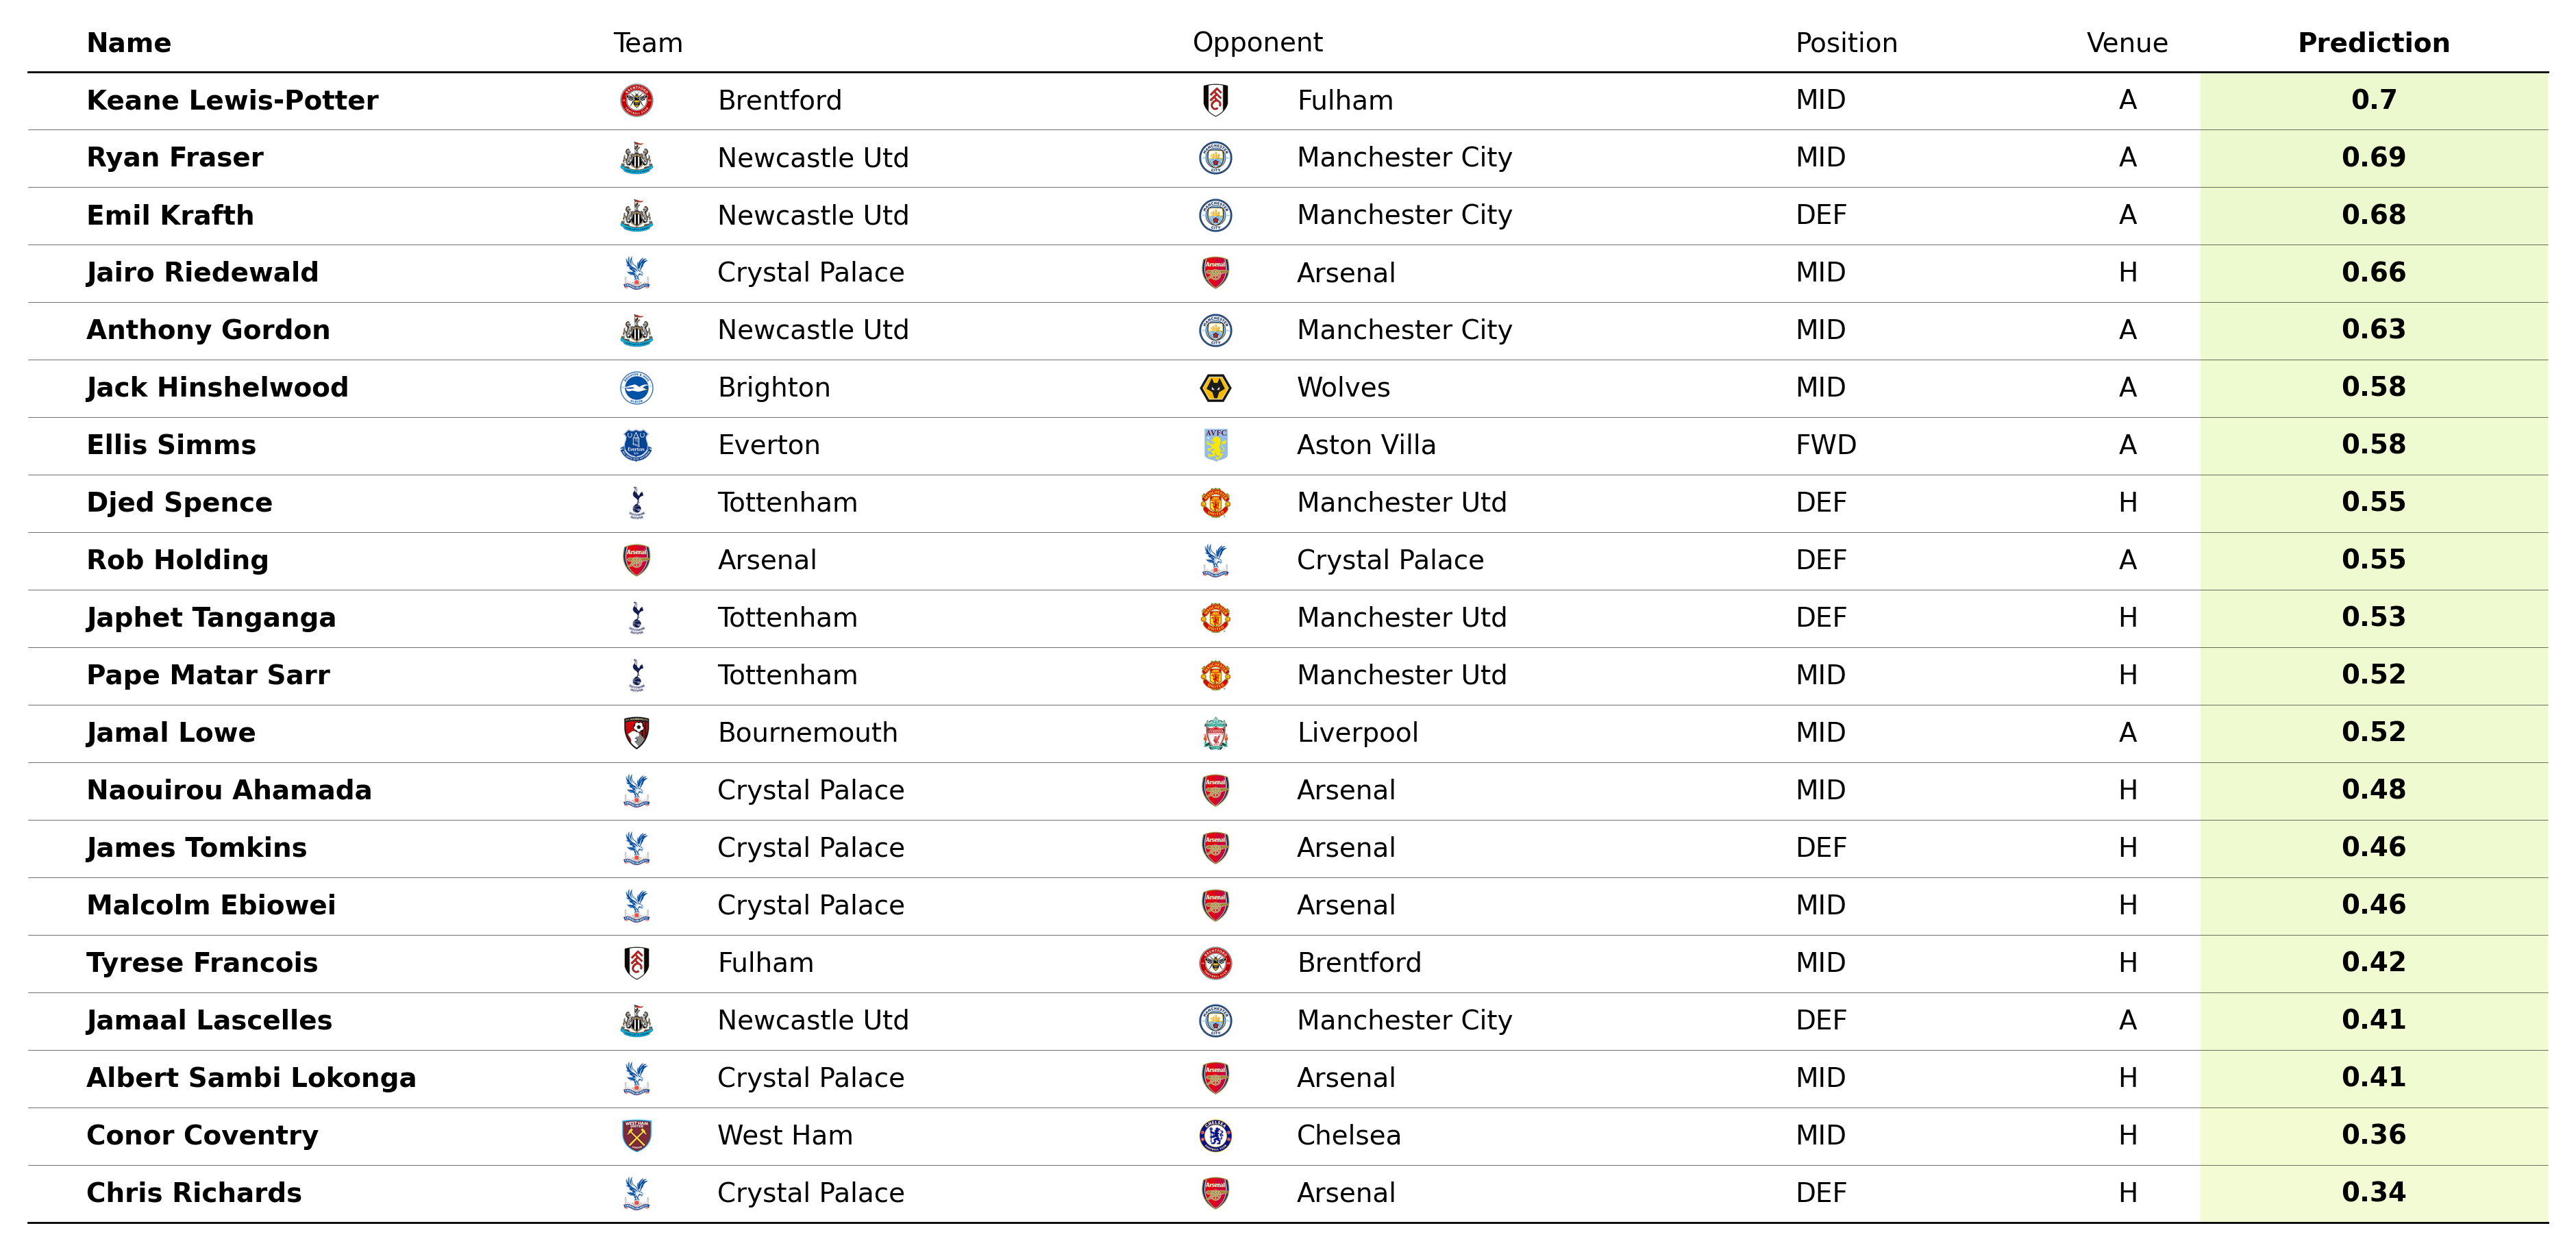 Name Team Opponent Position Venue Prediction
Keane Lewis-Potter Brentford Fulham MID A 0.7
Ryan Fraser Newcastle Utd Manchester City MID A 0.69
Emil Krafth Newcastle Utd Manchester City DEF A 0.68
Jairo Riedewald Crystal Palace Arsenal MID H 0.66
Anthony Gordon Newcastle Utd Manchester City MID A 0.63
Jack Hinshelwood Brighton Wolves MID A 0.58
Ellis Simms Everton Aston Villa FWD A 0.58
Djed Spence Tottenham Manchester Utd DEF H 0.55
Rob Holding Arsenal Crystal Palace DEF A 0.55
Japhet Tanganga Tottenham Manchester Utd DEF H 0.53
Pape Matar Sarr Tottenham Manchester Utd MID H 0.52
Jamal Lowe Bournemouth Liverpool MID A 0.52
Naouirou Ahamada Crystal Palace Arsenal MID H 0.48
James Tomkins Crystal Palace Arsenal DEF H 0.46
Malcolm Ebiowei Crystal Palace Arsenal MID H 0.46
Tyrese Francois Fulham Brentford MID H 0.42
Jamaal Lascelles Newcastle Utd Manchester City DEF A 0.41
Albert Sambi Lokonga Crystal Palace Arsenal MID H 0.41
Conor Coventry West Ham Chelsea MID H 0.36
Chris Richards Crystal Palace Arsenal DEF H 0.34